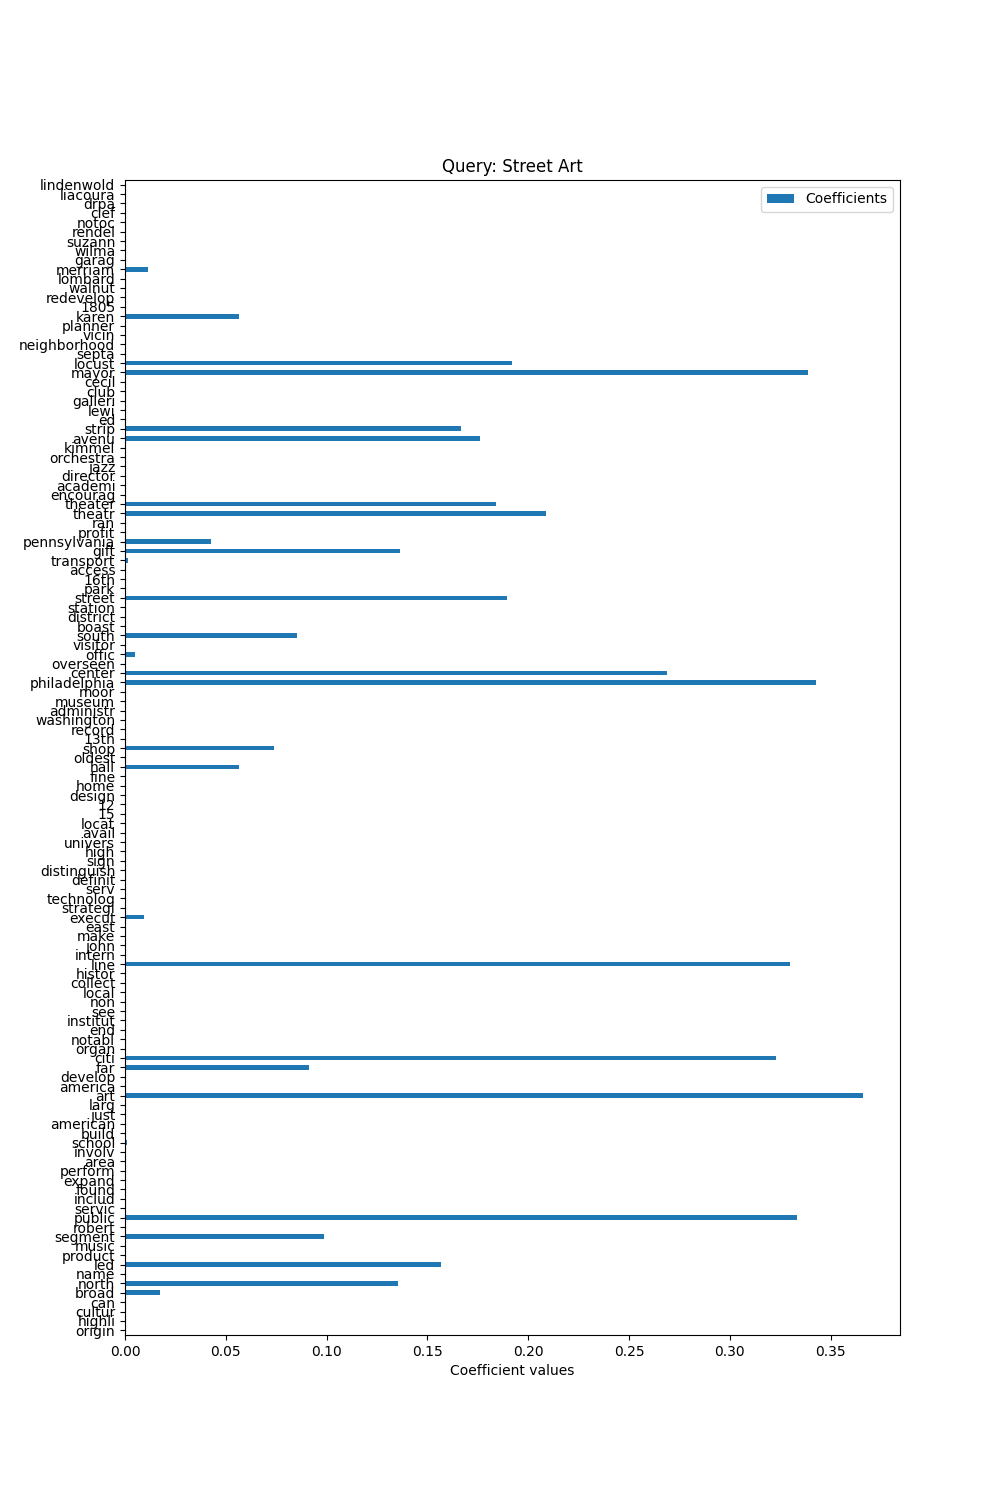 Query: Street Art
Coefficients
lindenwold
liacoura
drpa
clef
notoc
rendel
suzann
wilma
garag
merriam
lombard
walnut
redevelop
1805
karen
planner
vicin
neighborhood
septa
locust
mayor
cecil
club
galleri
lewi
ed
strip
avenu
kimmel
orchestra
jazz
director
academi
encourag
theater
theatr
ran
profit
pennsylvania
gift
transport
access
16th
park
street
station
district
boast
south
visitor
offic
overseen
center
philadelphia
moor
museum
administr
washington
record
13th
shop
oldest
hall
fine
home
design
12
15
locat
avail
univers
high
sign
distinguish
definit
serv
technolog
strategi
execut
east
make
john
intern
line
histor
collect
local
non
see
institut
end
notabl
organ
citi
far
develop
america
art
larg
just
american
build
school
involv
area
perform
expand
found
includ
servic
public
robert
segment
music
product
led
name
north
broad
can
cultur
highli
origin
0.00 0.05 0.10 0.15 0.20 0.25 0.30 0.35
Coefficient values